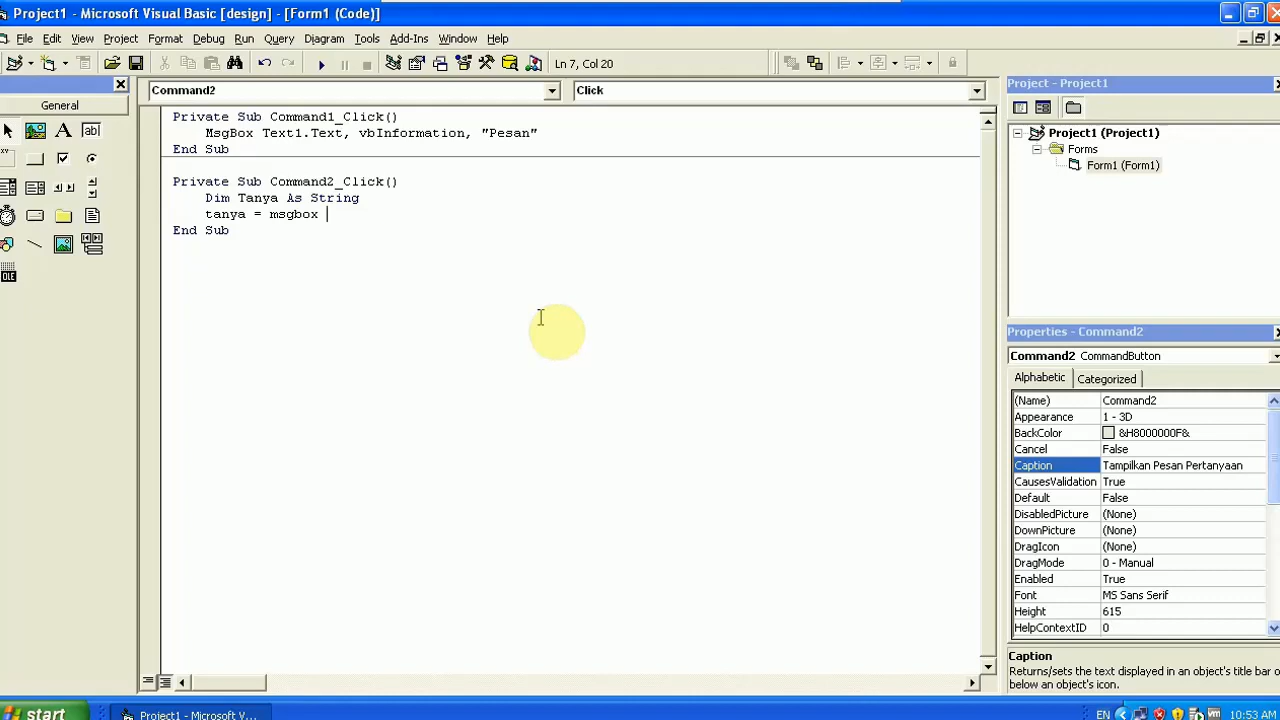 Project1 - Microsoft Visual Basic [design] - [Form1 (Code)]
File Edit View Project Format Debug Run Query Diagram Tools Add-Ins Window Help
Ln 7, Col 20
General
Command2
Click
Private Sub Command1_Click()
MsgBox Text1.Text, vbInformation, "Pesan"
End Sub
Private Sub Command2_Click()
Dim Tanya As String
tanya = msgbox
End Sub
A
ab
XY
OLE
Project - Project1
Project1 (Project1)
Forms
Form1 (Form1)
Properties - Command2
Command2 CommandButton
Alphabetic Categorized
(Name) Command2
Appearance 1 - 3D
BackColor &H8000000F&
Cancel False
Caption Tampilkan Pesan Pertanyaan
CausesValidation True
Default False
DisabledPicture (None)
DownPicture (None)
DragIcon (None)
DragMode 0 - Manual
Enabled True
Font MS Sans Serif
Height 615
HelpContextID 0
Caption
Returns/sets the text displayed in an object's title bar o
below an object's icon.
start
Project1 - Microsoft V...
EN
10:53 AM